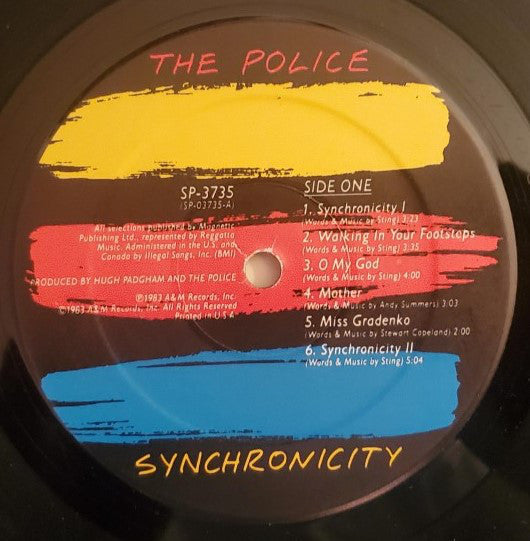 THE POLICE
SP-3735
(SP-03735-A)
All selections published by Magnetic
Publishing Ltd., represented by Reggatta
Music. Administered in the U.S. and
Canada by Illegal Songs, Inc. (BMI)
PRODUCED BY HUGH PADGHAM AND THE POLICE
℗1983 A&M Records, Inc.
©1983 A&M Records, Inc. All Rights Reserved
Printed in U.S.A.
SIDE ONE
1. Synchronicity I
(Words & Music by Sting) 3:23
2. Walking in Your Footsteps
(Words & Music by Sting) 3:35
3. O My God
(Words & Music by Sting) 4:00
4. Mother
(Words & Music by Andy Summers) 3:03
5. Miss Gradenko
(Words & Music by Stewart Copeland) 2:00
6. Synchronicity II
(Words & Music by Sting) 5:04
SYNCHRONICITY